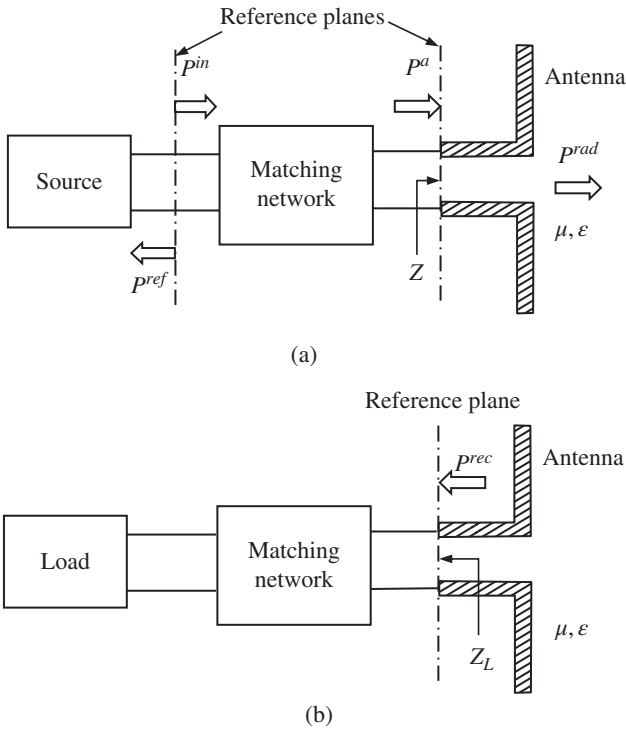 Reference planes
P^in
P^a
Antenna
Source
Matching
network
P^rad
μ, ε
P^ref
Z
(a)
Reference plane
P^rec
Antenna
Load
Matching
network
μ, ε
Z_L
(b)